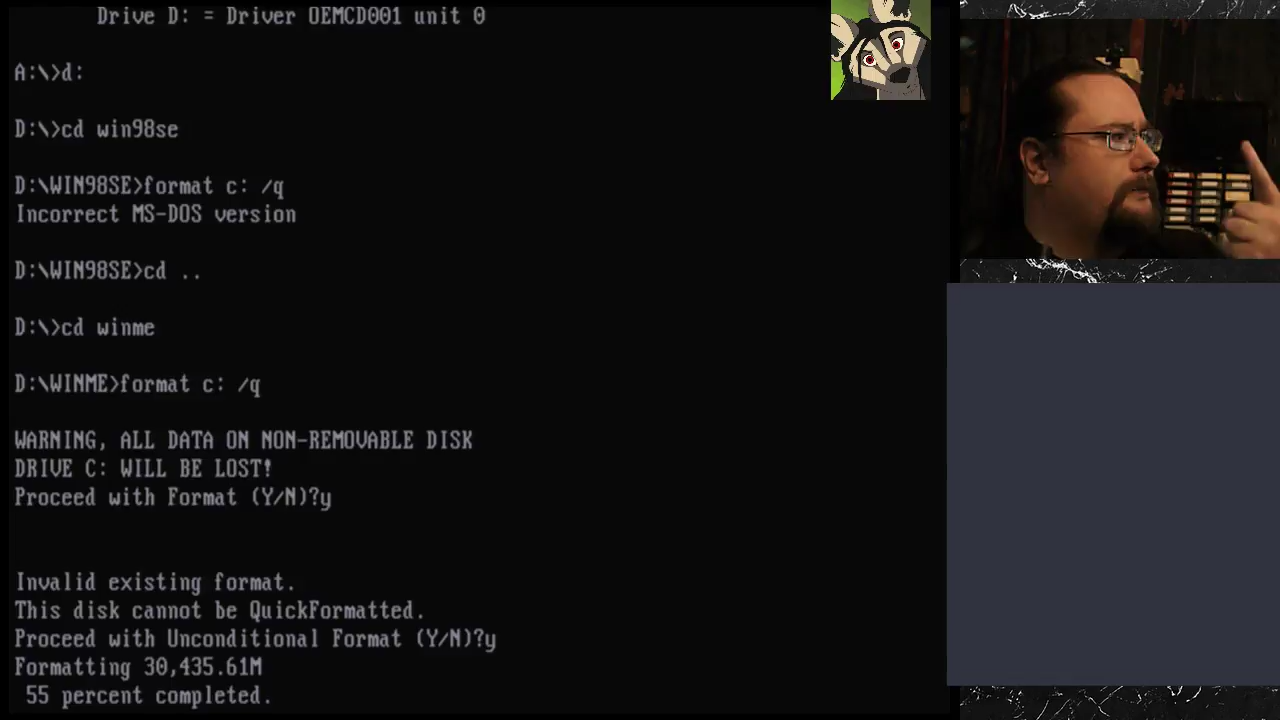 Drive D: = Driver OEMCD001 unit 0
A:\>d:
D:\>cd win98se
D:\WIN98SE>format c: /q
Incorrect MS-DOS version
D:\WIN98SE>cd ..
D:\>cd winme
D:\WINME>format c: /q
WARNING, ALL DATA ON NON-REMOVABLE DISK
DRIVE C: WILL BE LOST!
Proceed with Format (Y/N)?y
Invalid existing format.
This disk cannot be QuickFormatted.
Proceed with Unconditional Format (Y/N)?y
Formatting 30,435.61M
55 percent completed.